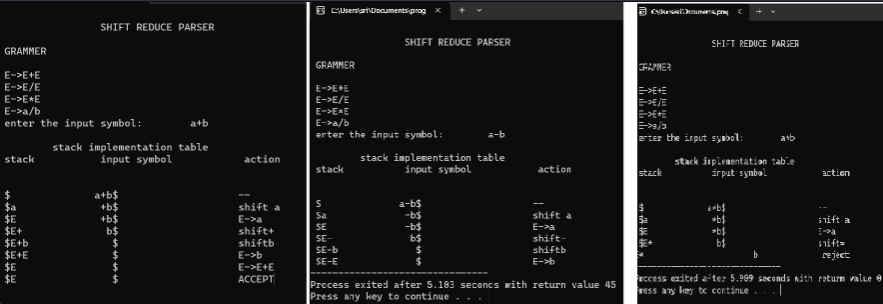 SHIFT REDUCE PARSER
GRAMMER
E->E+E
E->E/E
E->E*E
E->a/b
enter the input symbol: a+b
stack implementation table
stack input symbol action
$ a+b$ --
$a +b$ shift a
$E +b$ E->a
$E+ b$ shift+
$E+b $ shiftb
$E+E $ E->b
$E $ E->E+E
$E $ ACCEPT
C:\Users\sri\Documents\prog × + ⌄
SHIFT REDUCE PARSER
GRAMMER
E->E+E
E->E/E
E->E*E
E->a/b
enter the input symbol: a-b
stack implementation table
stack input symbol action
$ a-b$ --
$a -b$ shift a
$E -b$ E->a
$E- b$ shift-
$E-b $ shiftb
$E-E $ E->b
--------------------------------
Process exited after 5.103 seconds with return value 45
Press any key to continue . . .
× + ⌄
SHIFT REDUCE PARSER
GRAMMER
E->E+E
E->E/E
E->E*E
E->a/b
enter the input symbol:
stack implementation table
stack input symbol action
$ --
$a shift a
$E E->a
b$
b reject
--------------------------------
Process exited after seconds with return value 0
Press any key to continue . . .